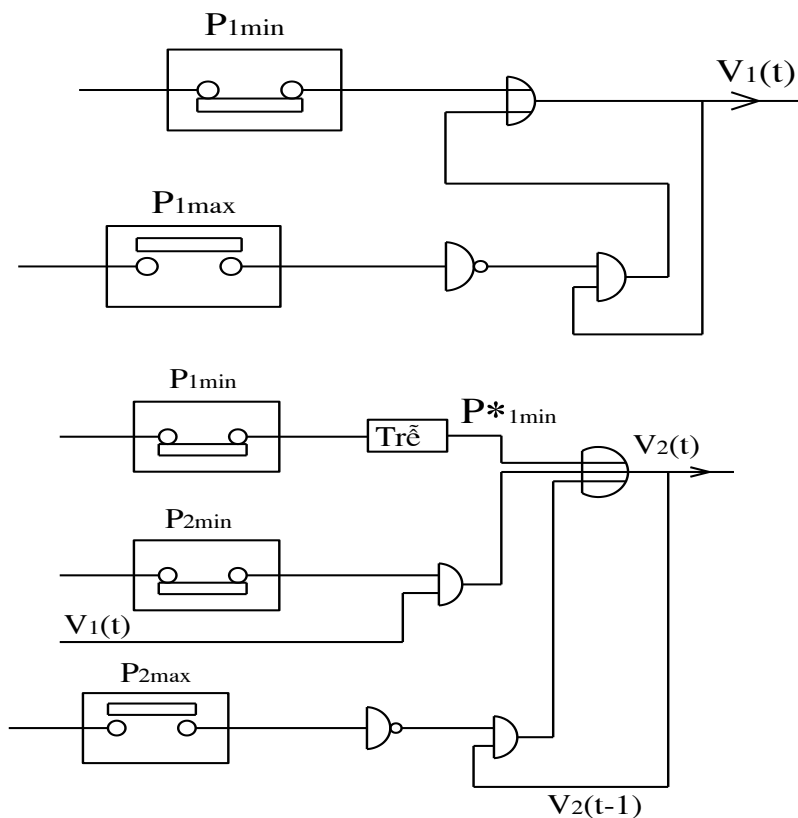 P1min
V1(t)
P1max
P1min
Trễ
P*1min
V2(t)
P2min
V1(t)
P2max
V2(t-1)